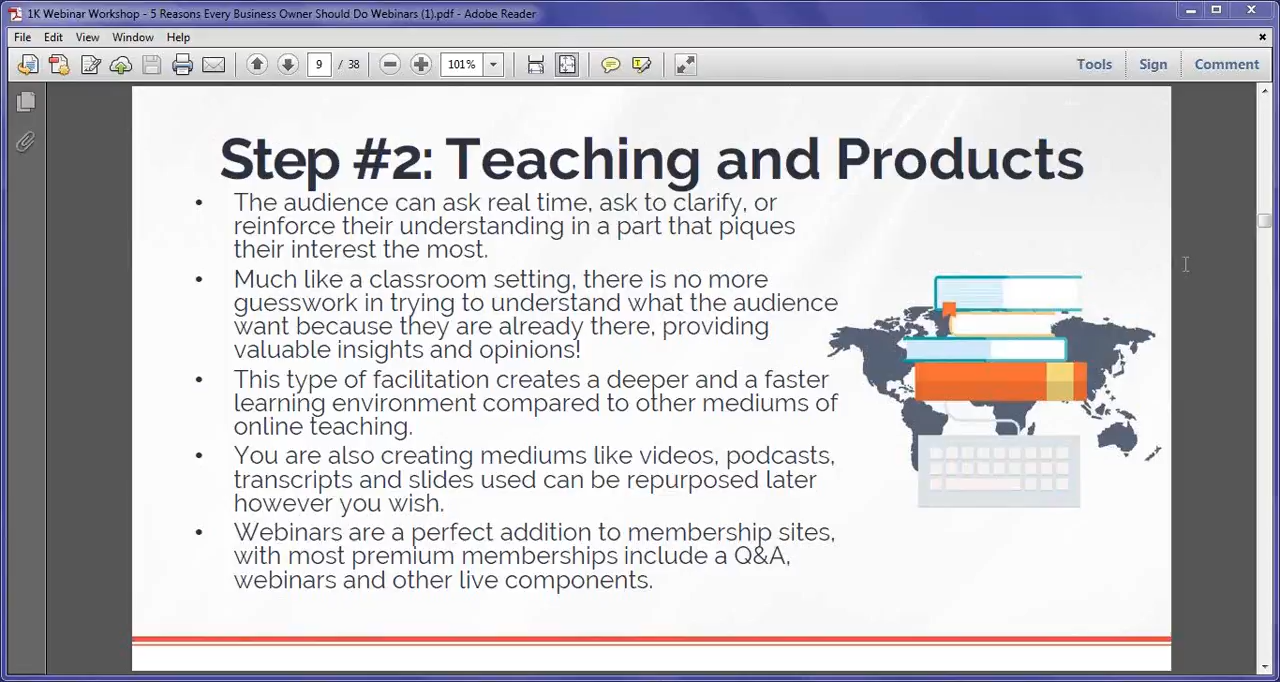 1K Webinar Workshop - 5 Reasons Every Business Owner Should Do Webinars (1).pdf - Adobe Reader
File Edit View Window Help
9 / 38 101% Tools Sign Comment
Step #2: Teaching and Products
• The audience can ask real time, ask to clarify, or
reinforce their understanding in a part that piques
their interest the most.
• Much like a classroom setting, there is no more
guesswork in trying to understand what the audience
want because they are already there, providing
valuable insights and opinions!
• This type of facilitation creates a deeper and a faster
learning environment compared to other mediums of
online teaching.
• You are also creating mediums like videos, podcasts,
transcripts and slides used can be repurposed later
however you wish.
• Webinars are a perfect addition to membership sites,
with most premium memberships include a Q&A,
webinars and other live components.